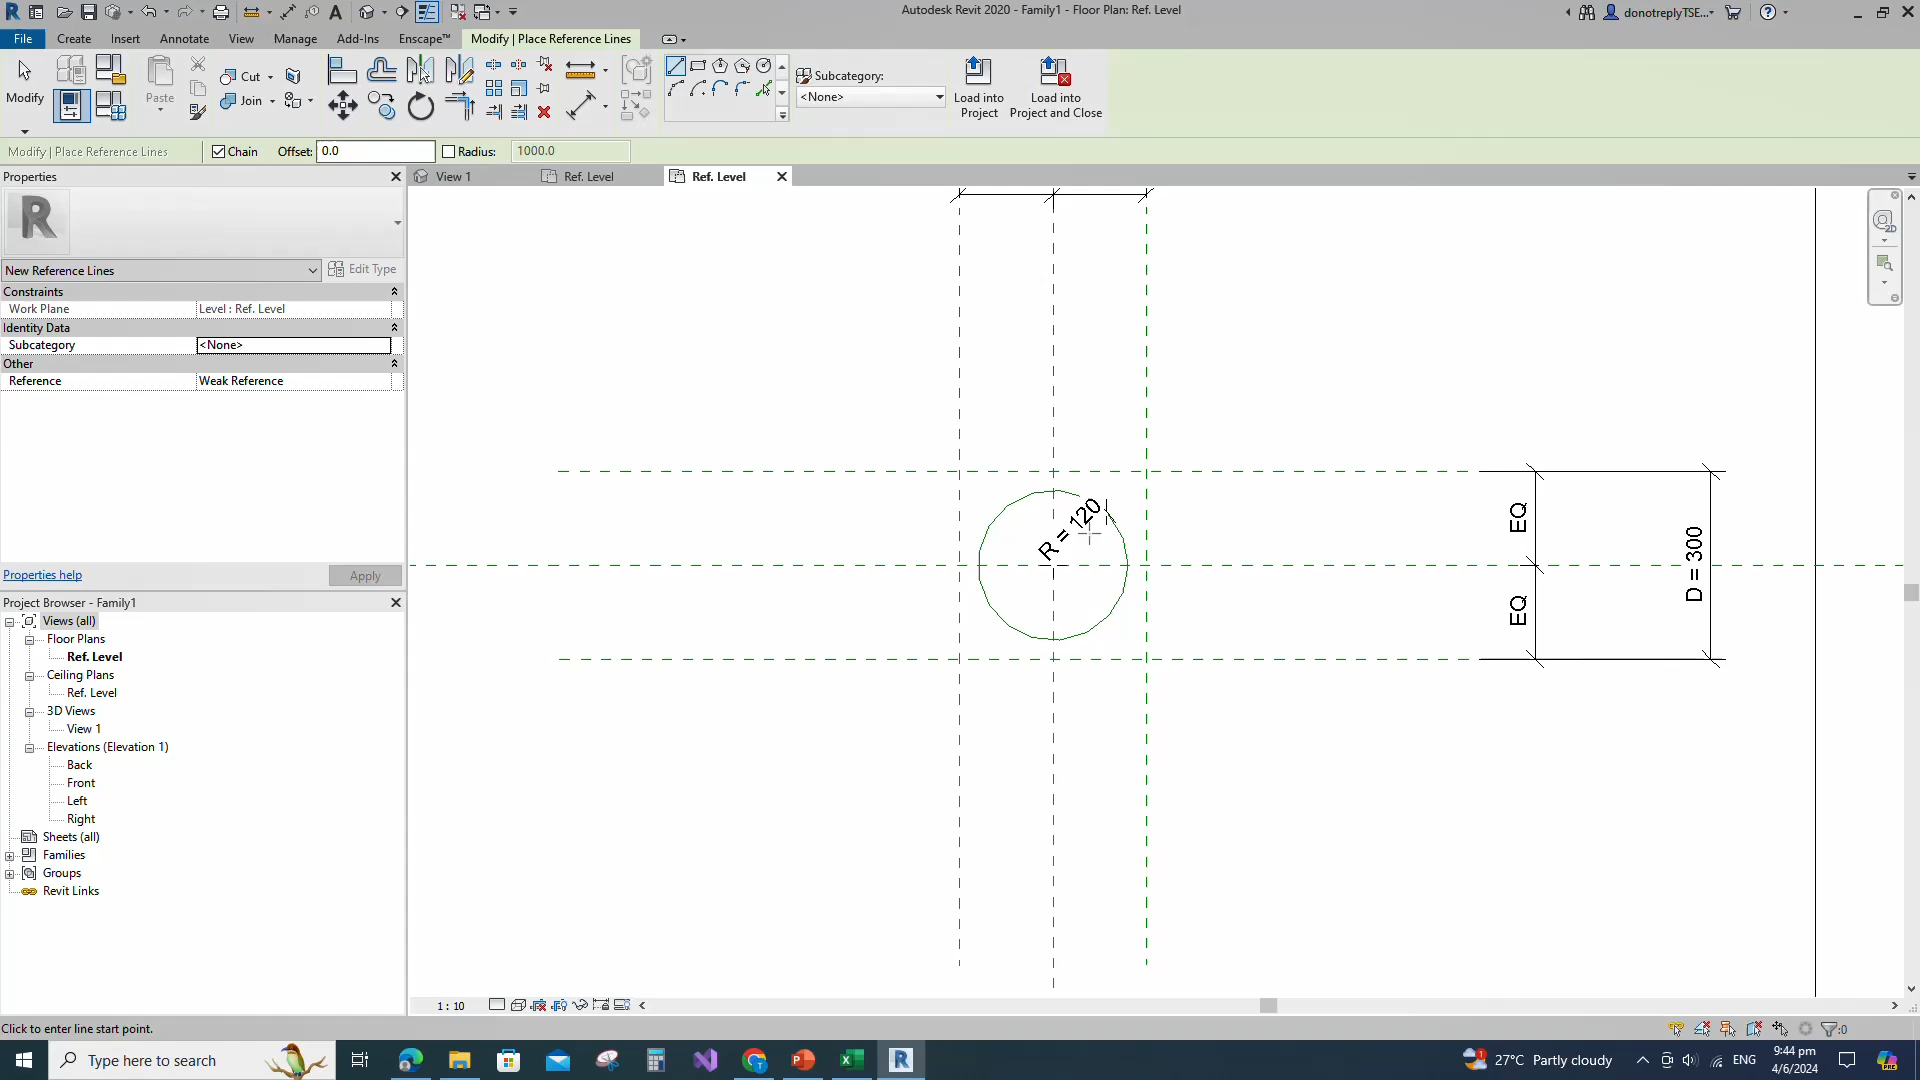 Autodesk Revit 2020 - Family1 - Floor Plan: Ref. Level
donotreplyTSE...
File Create Insert Annotate View Manage Add-Ins Enscape™ Modify | Place Reference Lines
Modify
Paste
Cut
Join
Subcategory:
<None>
Load into
Project
Load into
Project and Close
Modify | Place Reference Lines
Chain
Offset: 0.0
Radius: 1000.0
Properties
View 1
Ref. Level
Ref. Level
R
New Reference Lines
Edit Type
Constraints
Work Plane Level : Ref. Level
Identity Data
Subcategory <None>
Other
Reference Weak Reference
Properties help
Apply
R = 120
EQ
EQ
D = 300
Project Browser - Family1
Views (all)
Floor Plans
Ref. Level
Ceiling Plans
Ref. Level
3D Views
View 1
Elevations (Elevation 1)
Back
Front
Left
Right
Sheets (all)
Families
Groups
Revit Links
1 : 10
Click to enter line start point.
:0
Type here to search
27°C Partly cloudy
ENG
9:44 pm
4/6/2024